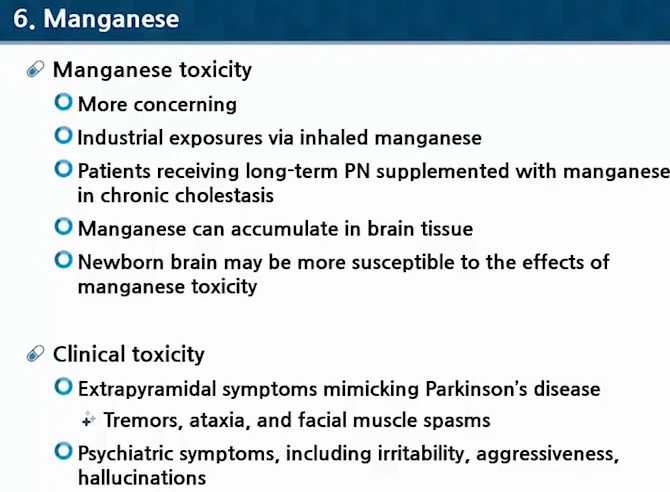 6. Manganese
Manganese toxicity
More concerning
Industrial exposures via inhaled manganese
Patients receiving long-term PN supplemented with manganese
in chronic cholestasis
Manganese can accumulate in brain tissue
Newborn brain may be more susceptible to the effects of
manganese toxicity
Clinical toxicity
Extrapyramidal symptoms mimicking Parkinson's disease
Tremors, ataxia, and facial muscle spasms
Psychiatric symptoms, including irritability, aggressiveness,
hallucinations